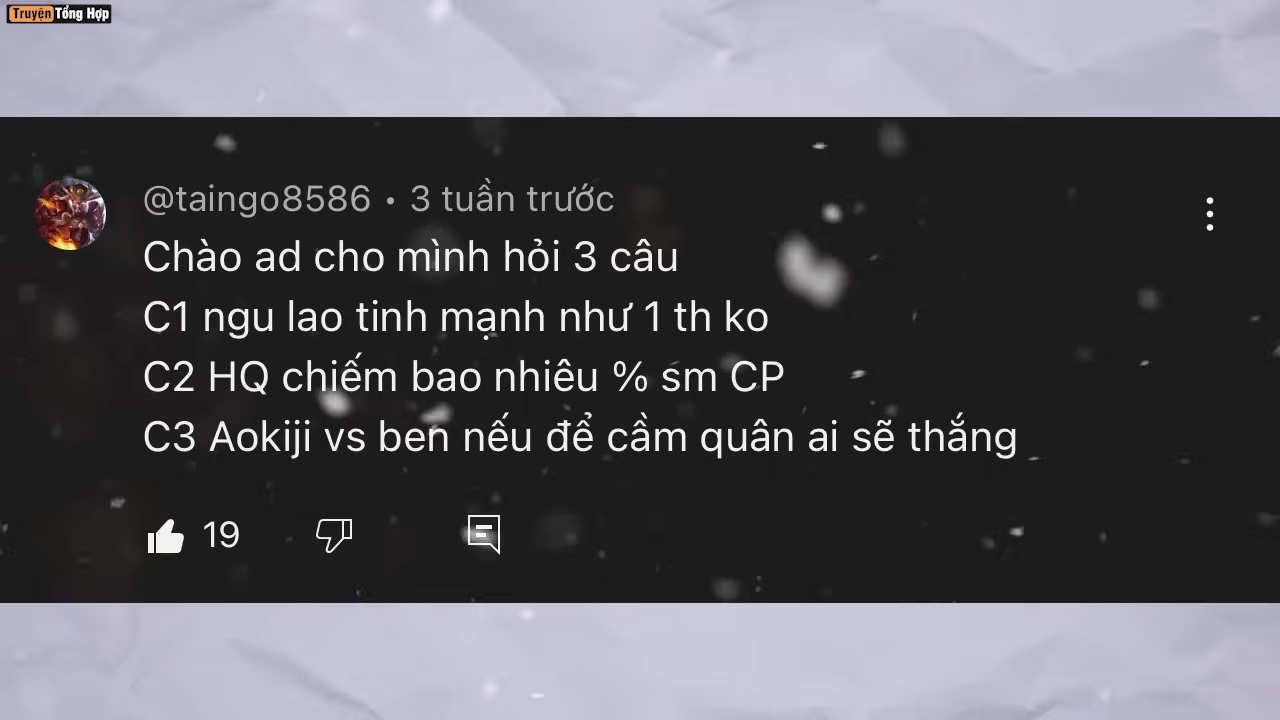 Truyện Tổng Hợp
@taingo8586 • 3 tuần trước
Chào ad cho mình hỏi 3 câu
C1 ngu lao tinh mạnh như 1 th ko
C2 HQ chiếm bao nhiêu % sm CP
C3 Aokiji vs ben nếu để cầm quân ai sẽ thắng
19